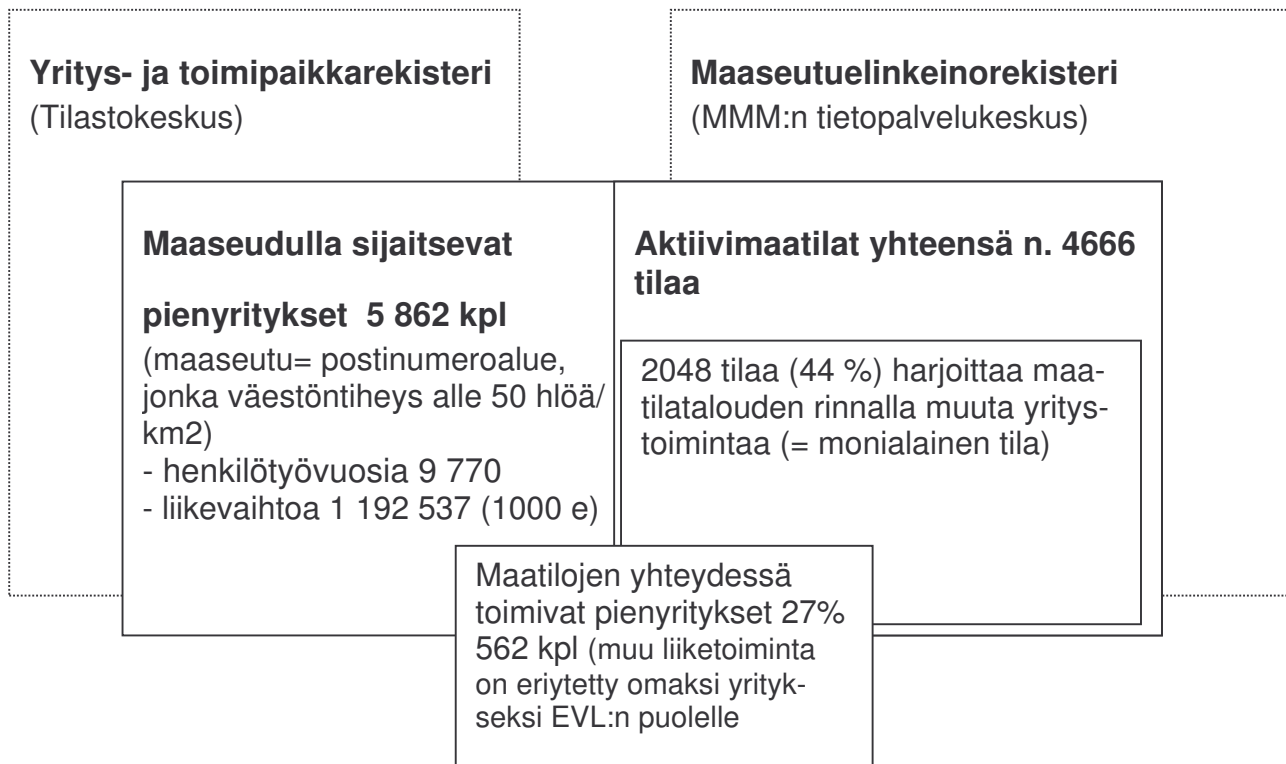 Yritys- ja toimipaikkarekisteri
(Tilastokeskus)
Maaseutuelinkeinorekisteri
(MMM:n tietopalvelukeskus)
Maaseudulla sijaitsevat
pienyritykset 5 862 kpl
(maaseutu= postinumeroalue,
jonka väestöntiheys alle 50 hlöä/
km2)
- henkilötyövuosia 9 770
- liikevaihtoa 1 192 537 (1000 e)
Aktiivimaatilat yhteensä n. 4666
tilaa
2048 tilaa (44 %) harjoittaa maa-
tilatalouden rinnalla muuta yritys-
toimintaa (= monialainen tila)
Maatilojen yhteydessä
toimivat pienyritykset 27%
562 kpl (muu liiketoiminta
on eriytetty omaksi yrityk-
seksi EVL:n puolelle